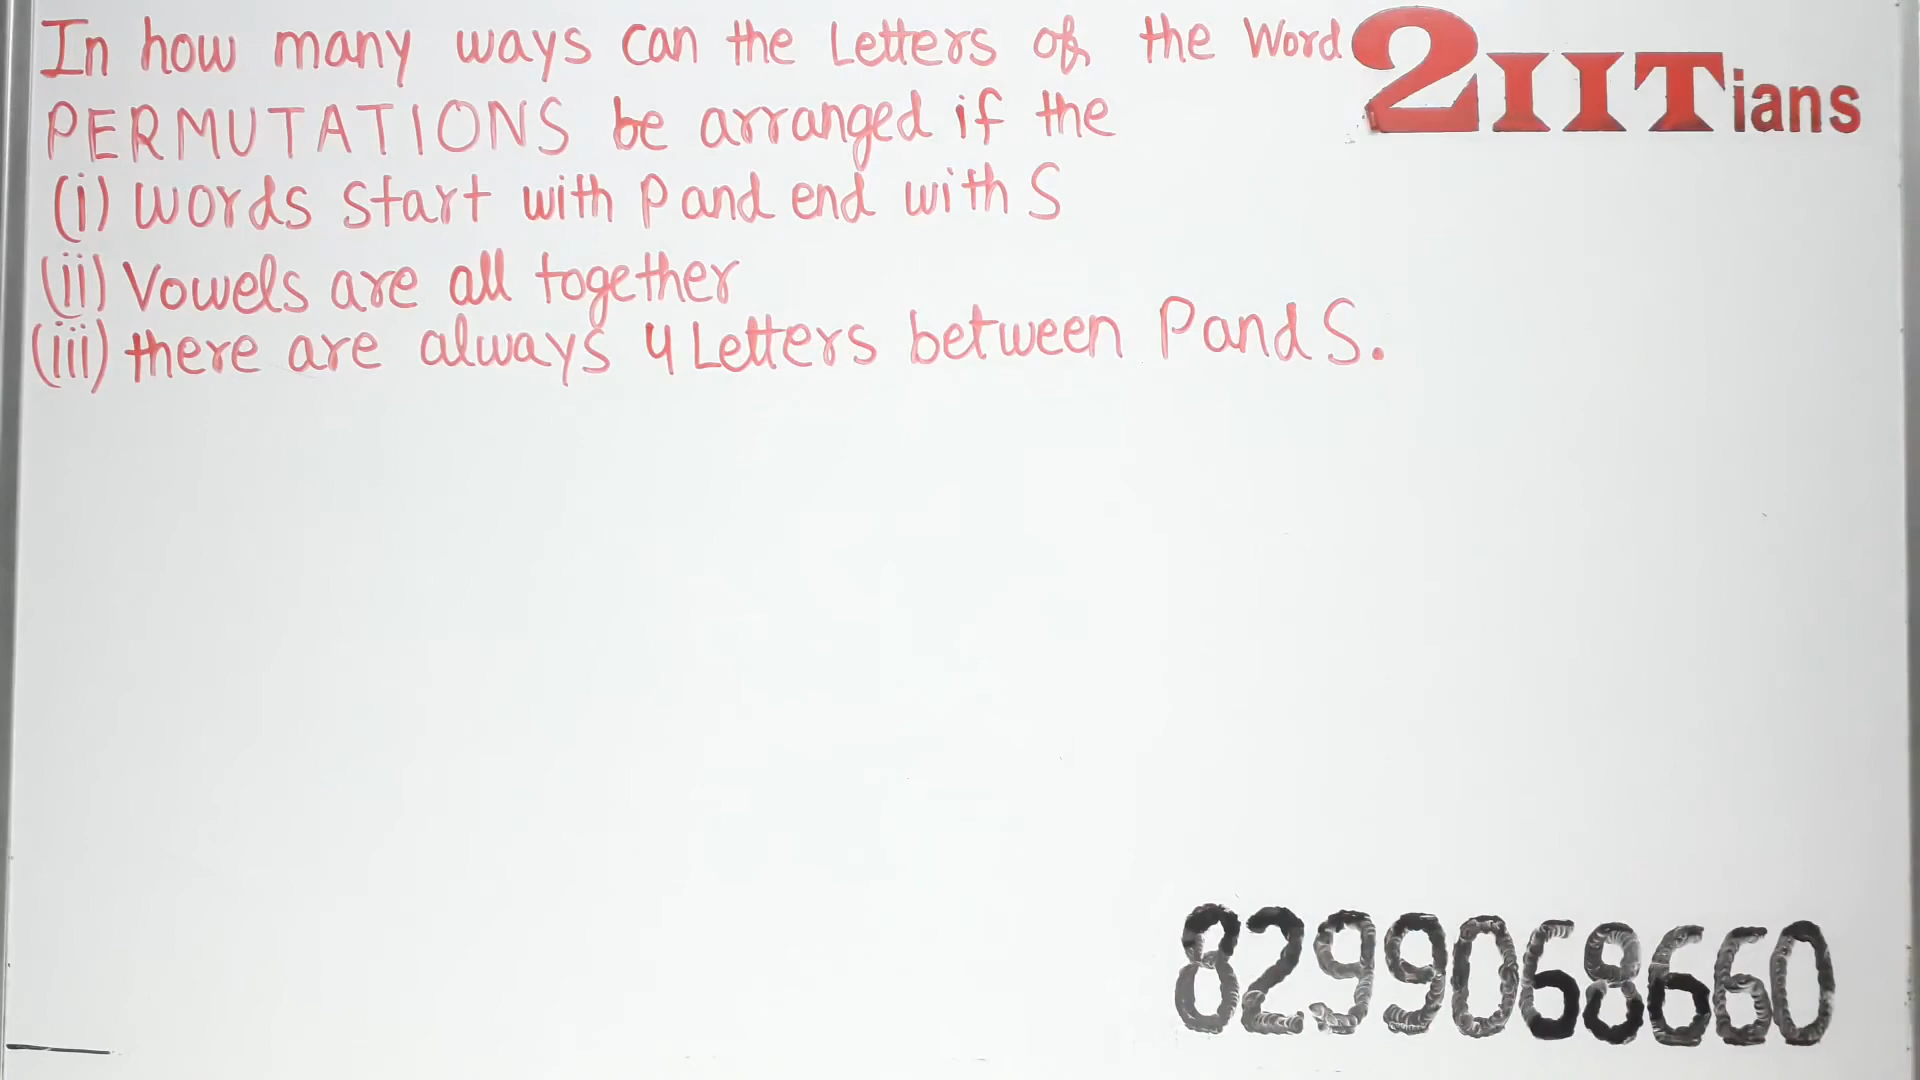 In how many ways can the Letters of the Word
PERMUTATIONS be arranged if the
(i) words start with P and end with S
(ii) Vowels are all together
(iii) there are always 4 Letters between P and S.
2IITians
8299068660